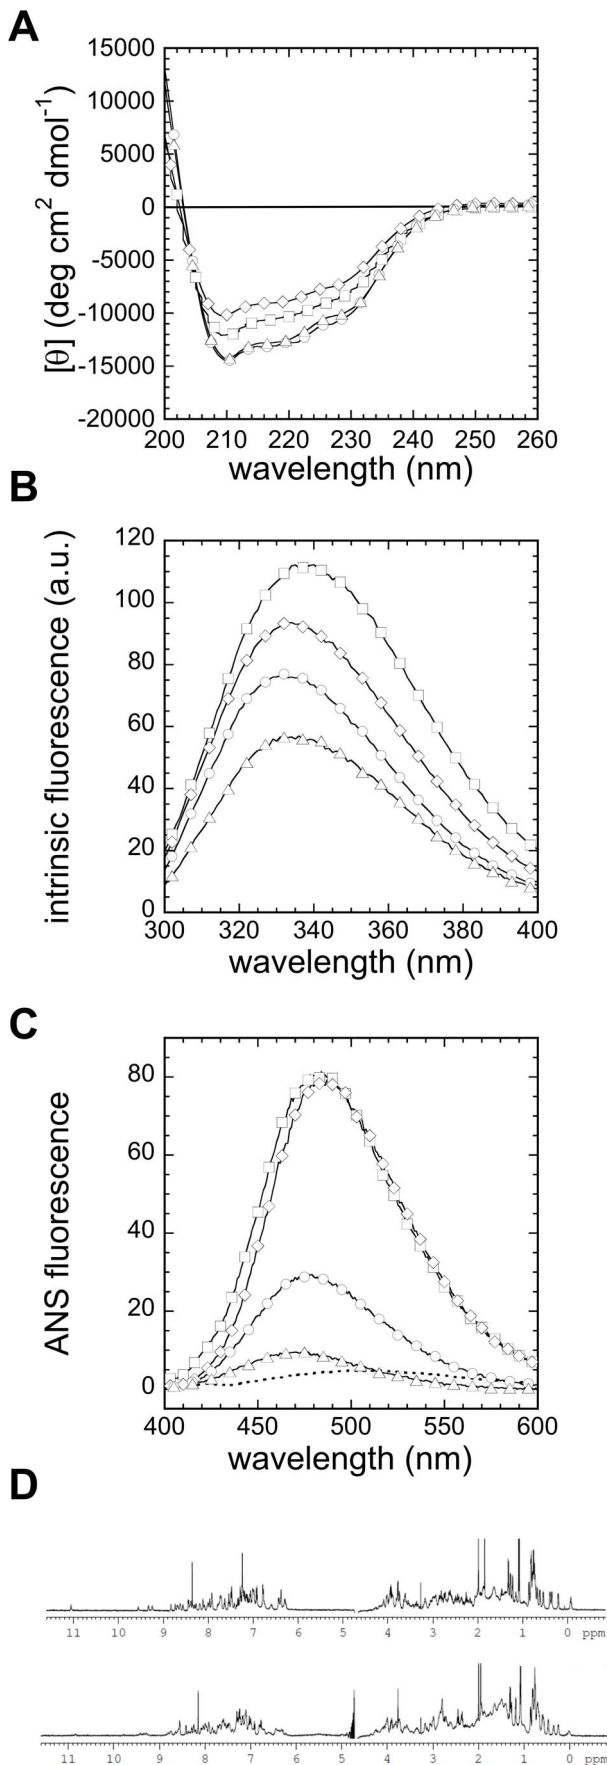 A
15000
10000
5000
0
-5000
-10000
-15000
-20000
[θ] (deg cm² dmol⁻¹)
200 210 220 230 240 250 260
wavelength (nm)
B
120
100
80
60
40
20
0
intrinsic fluorescence (a.u.)
300 320 340 360 380 400
wavelength (nm)
C
80
60
40
20
0
ANS fluorescence
400 450 500 550 600
wavelength (nm)
D
11 10 9 8 7 6 5 4 3 2 1 0 ppm
11 10 9 8 7 6 5 4 3 2 1 0 ppm